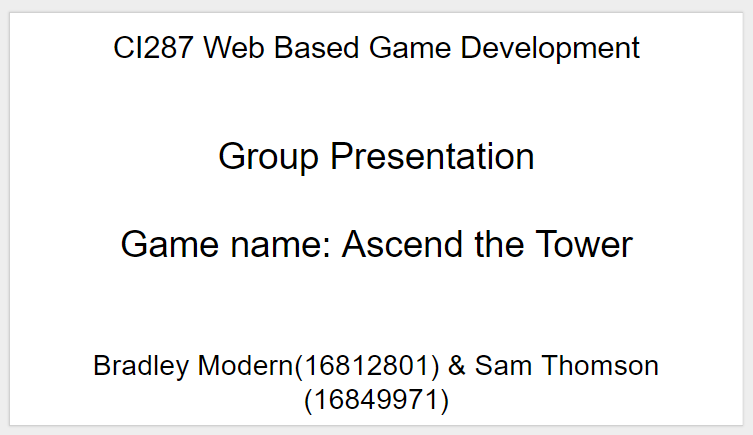 CI287 Web Based Game Development
Group Presentation
Game name: Ascend the Tower
Bradley Modern(16812801) & Sam Thomson
(16849971)